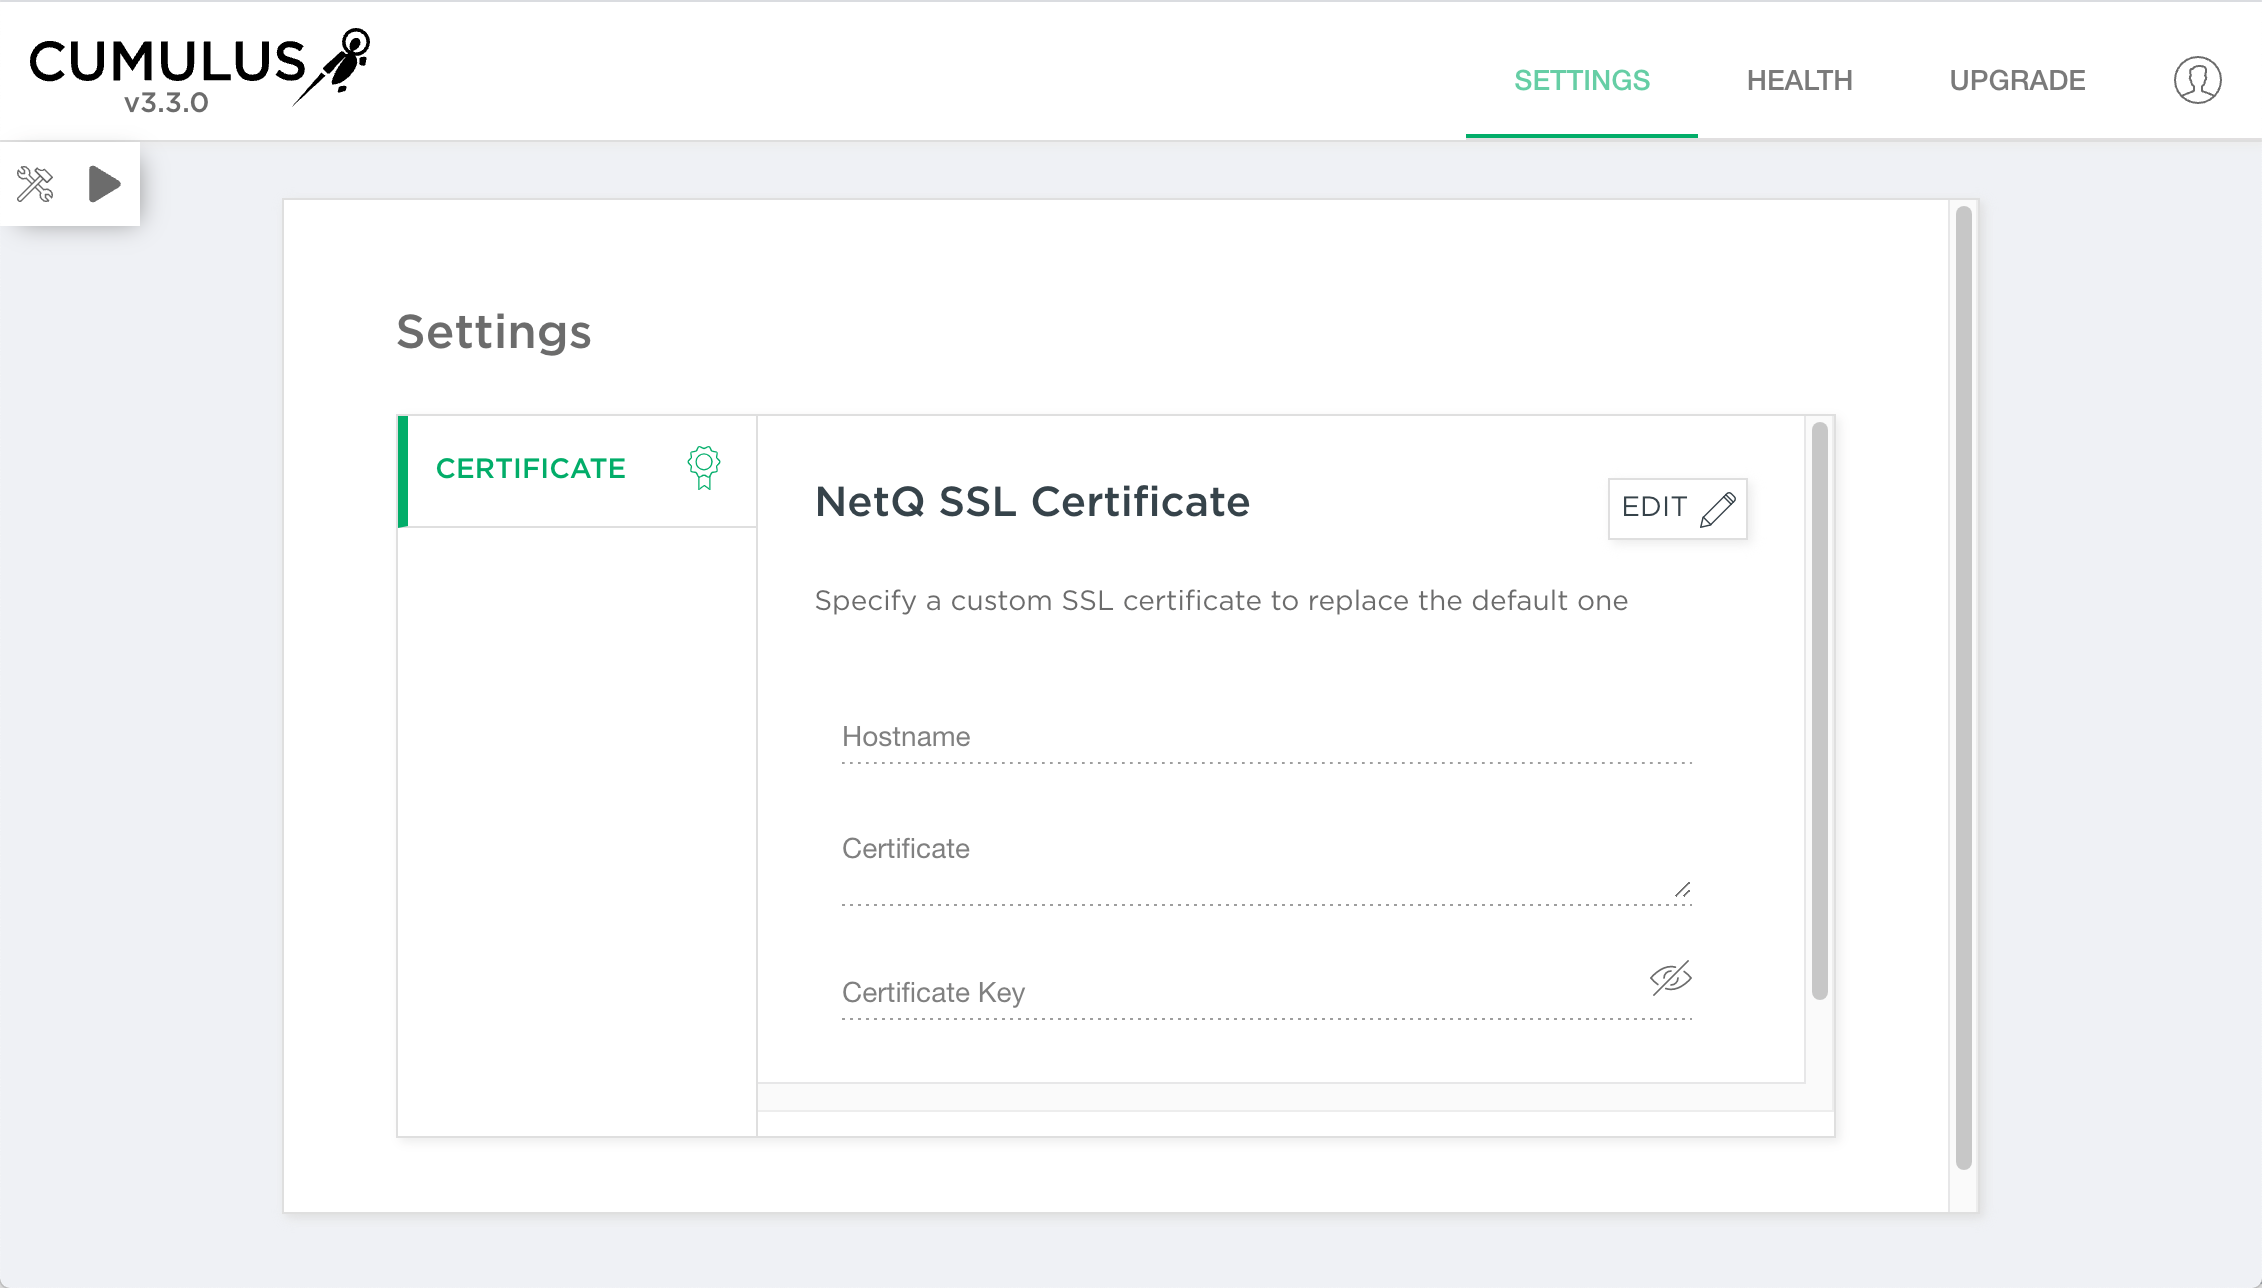 CUMULUS
v3.3.0
SETTINGS HEALTH UPGRADE
Settings
CERTIFICATE
NetQ SSL Certificate
EDIT
Specify a custom SSL certificate to replace the default one
Hostname
Certificate
Certificate Key